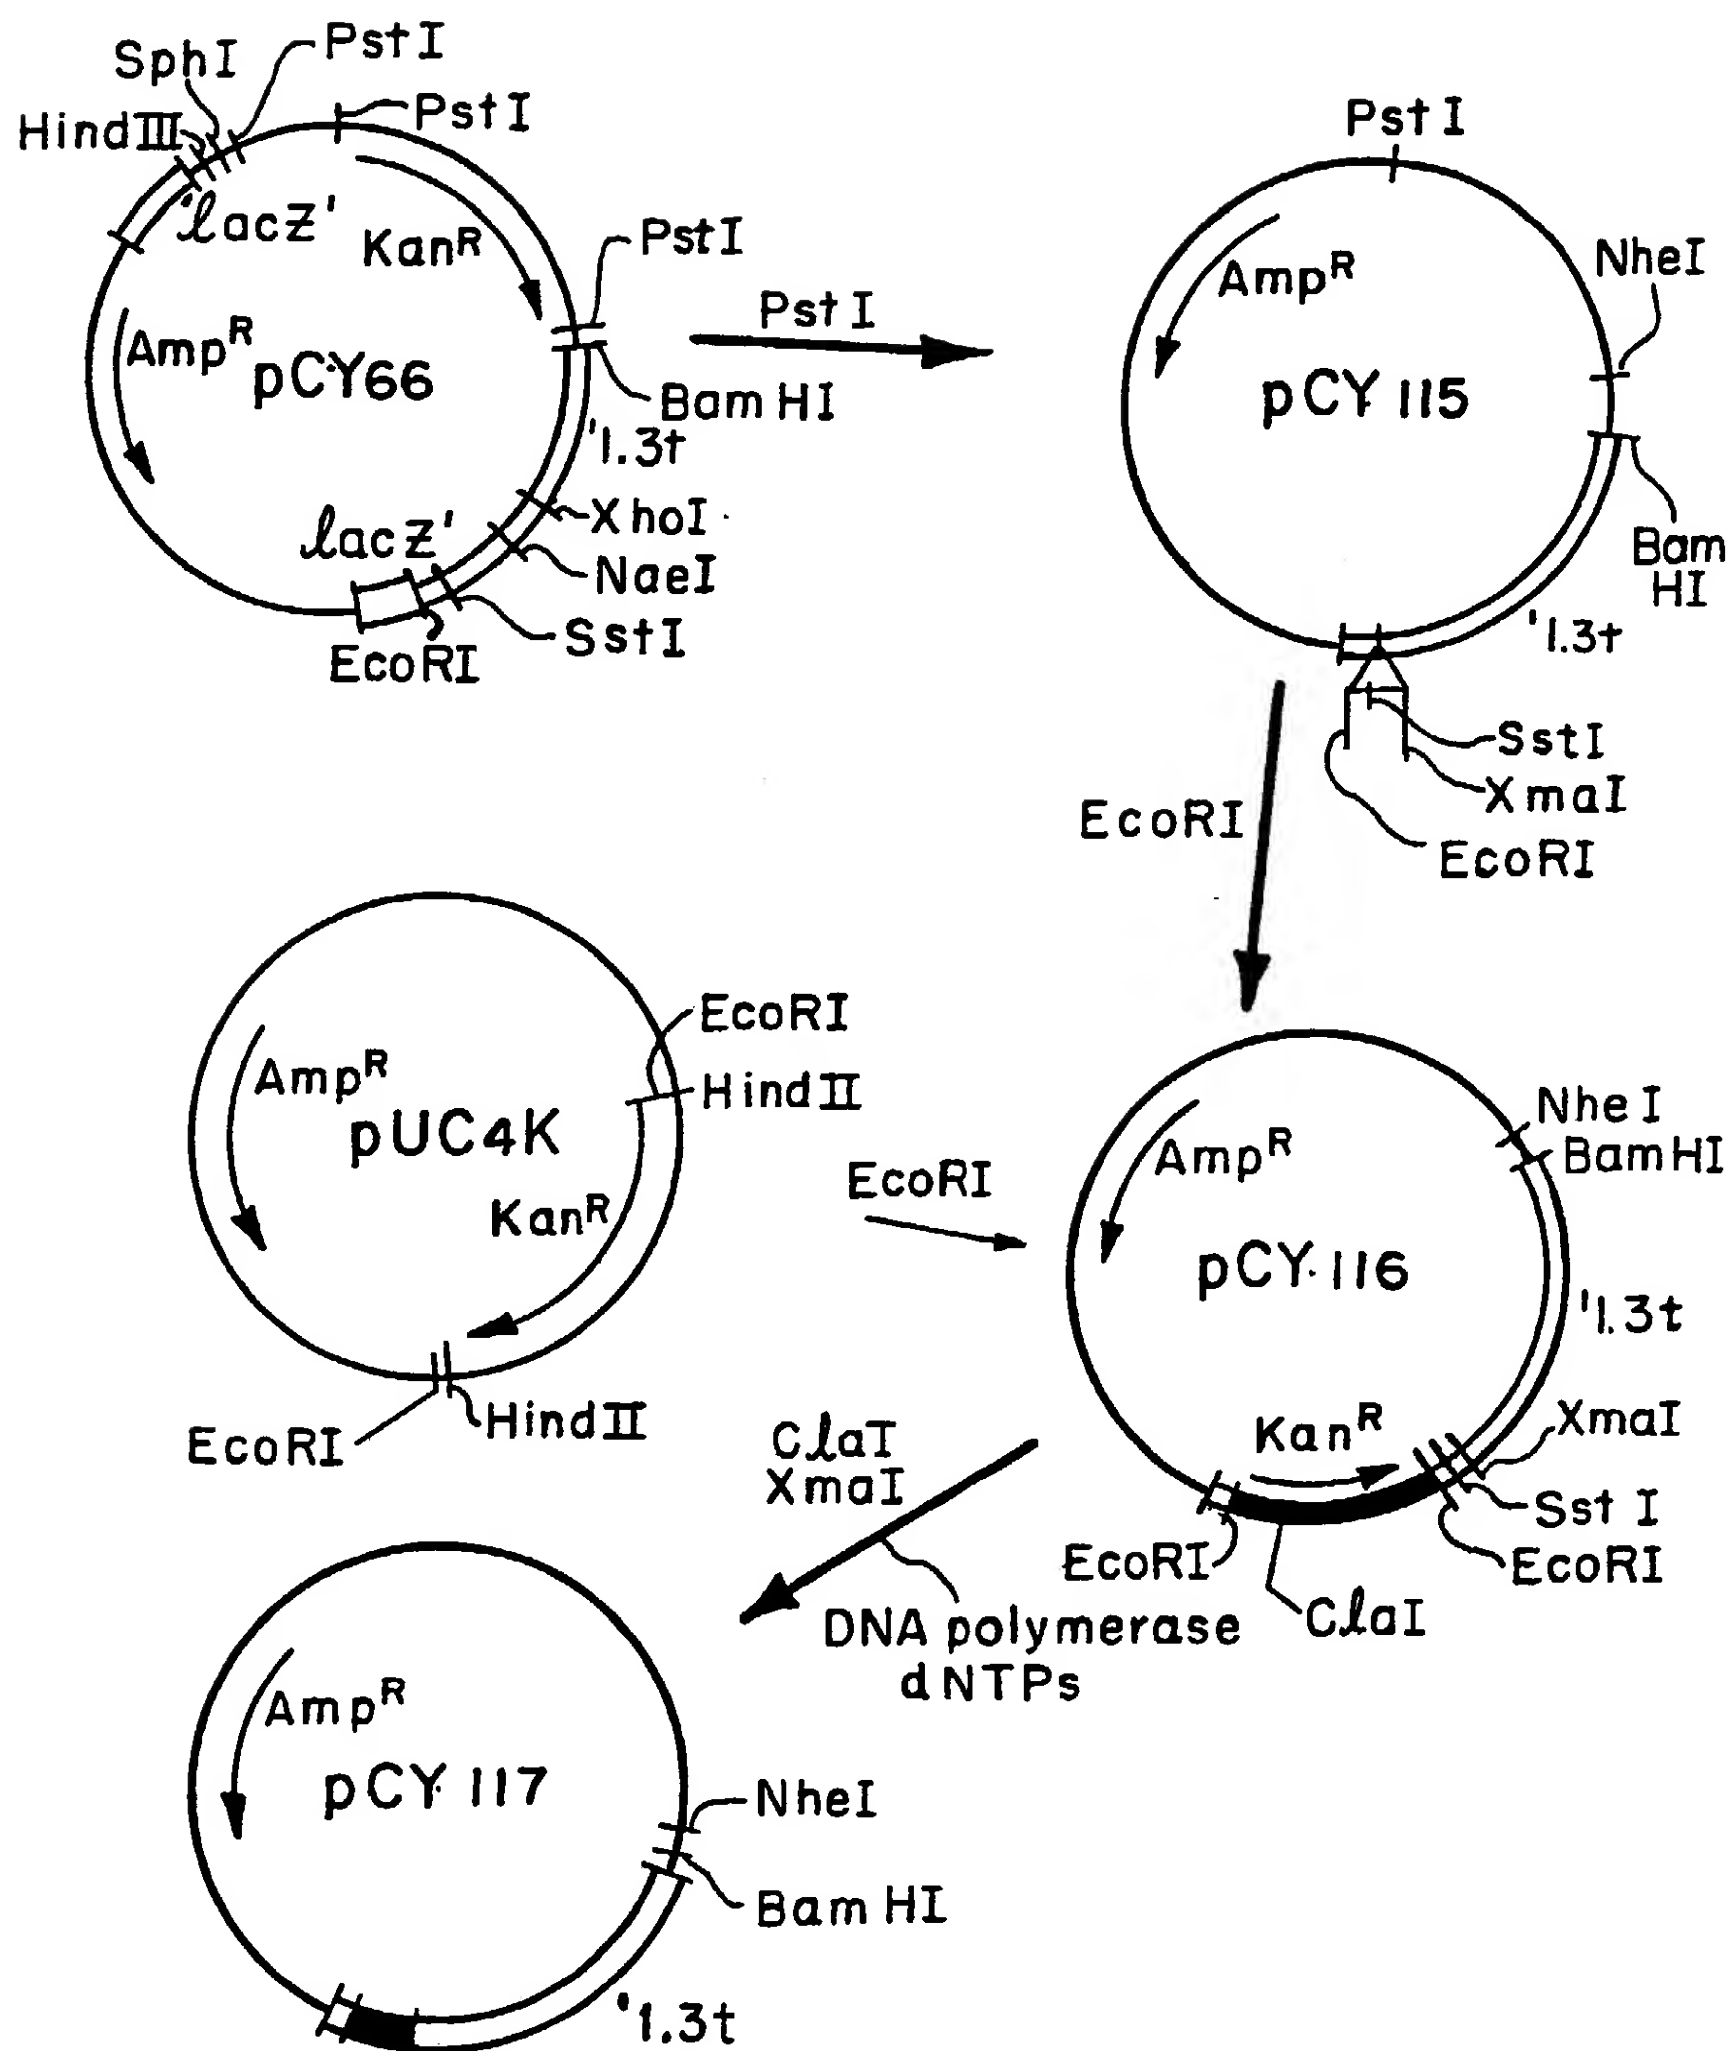 SphI
PstI
HindIII
PstI
'lacZ'
KanR
PstI
AmpR
pCY66
BamHI
'1.3t
XhoI
lacZ'
NaeI
SstI
EcoRI
PstI
PstI
NheI
AmpR
pCY115
Bam
HI
'1.3t
SstI
XmaI
EcoRI
EcoRI
EcoRI
HindII
AmpR
pUC4K
KanR
HindII
EcoRI
EcoRI
NheI
BamHI
AmpR
pCY116
'1.3t
KanR
XmaI
SstI
EcoRI
EcoRI
ClaI
ClaI
XmaI
DNA polymerase
dNTPs
AmpR
pCY117
NheI
BamHI
'1.3t